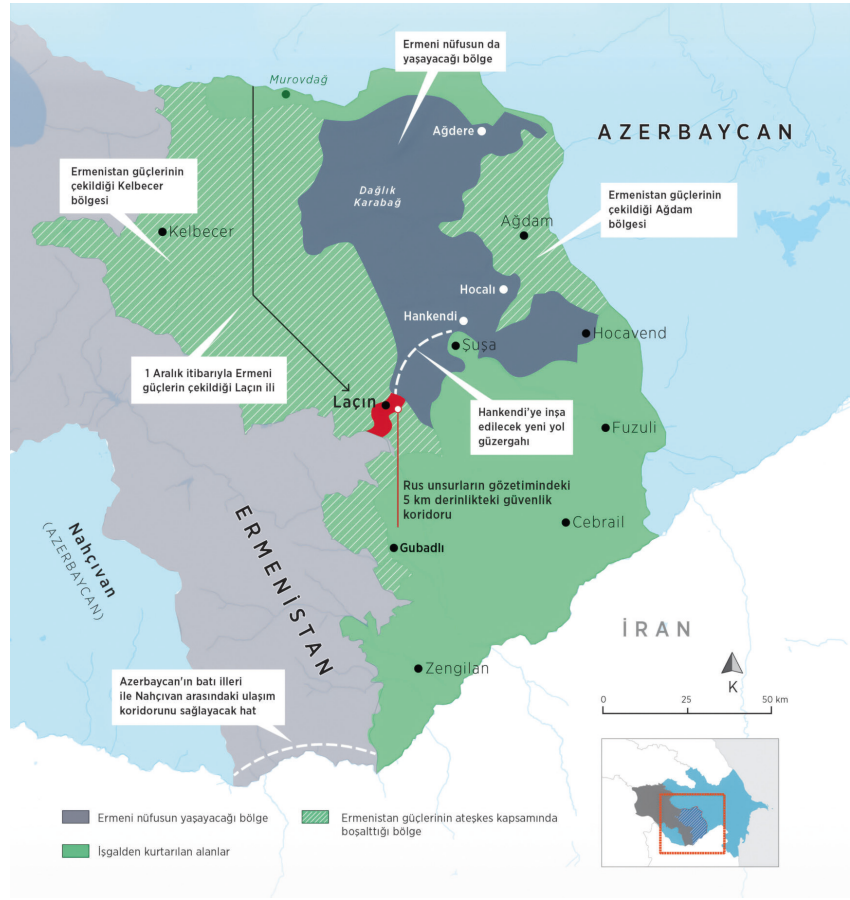 Ermeni nüfusun da
yaşayacağı bölge
Murovdağ
Ağdere
AZERBAYCAN
Ermenistan güçlerinin
çekildiği Kelbecer
bölgesi
Dağlık
Karabağ
Ermenistan güçlerinin
çekildiği Ağdam
bölgesi
Kelbecer
Ağdam
Hocalı
Hankendi
Şuşa
Hocavend
1 Aralık itibarıyla Ermeni
güçlerin çekildiği Laçın ili
Laçın
Hankendi'ye inşa
edilecek yeni yol
güzergahı
Fuzuli
Rus unsurların gözetimindeki
5 km derinlikteki güvenlik
koridoru
Cebrail
Gubadlı
Nahçıvan
(AZERBAYCAN)
ERMENİSTAN
İRAN
K
Zengilan
0 25 50 km
Azerbaycan'ın batı illeri
ile Nahçıvan arasındaki ulaşım
koridorunu sağlayacak hat
Ermeni nüfusun yaşayacağı bölge
Ermenistan güçlerinin ateşkes kapsamında
boşalttığı bölge
İşgalden kurtarılan alanlar